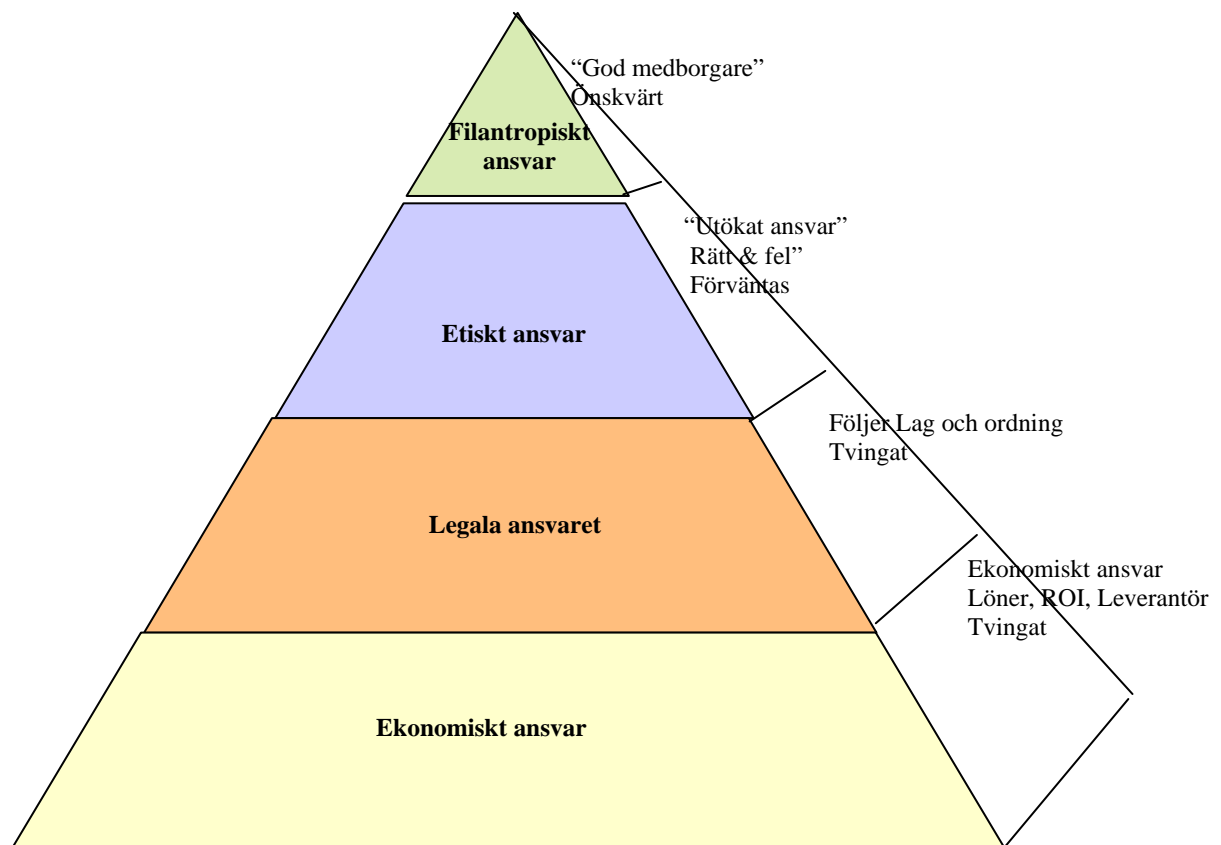 “God medborgare”
Önskvärt
Filantropiskt
ansvar
“Utökat ansvar”
Rätt & fel”
Förväntas
Etiskt ansvar
Följer Lag och ordning
Tvingat
Legala ansvaret
Ekonomiskt ansvar
Löner, ROI, Leverantör
Tvingat
Ekonomiskt ansvar